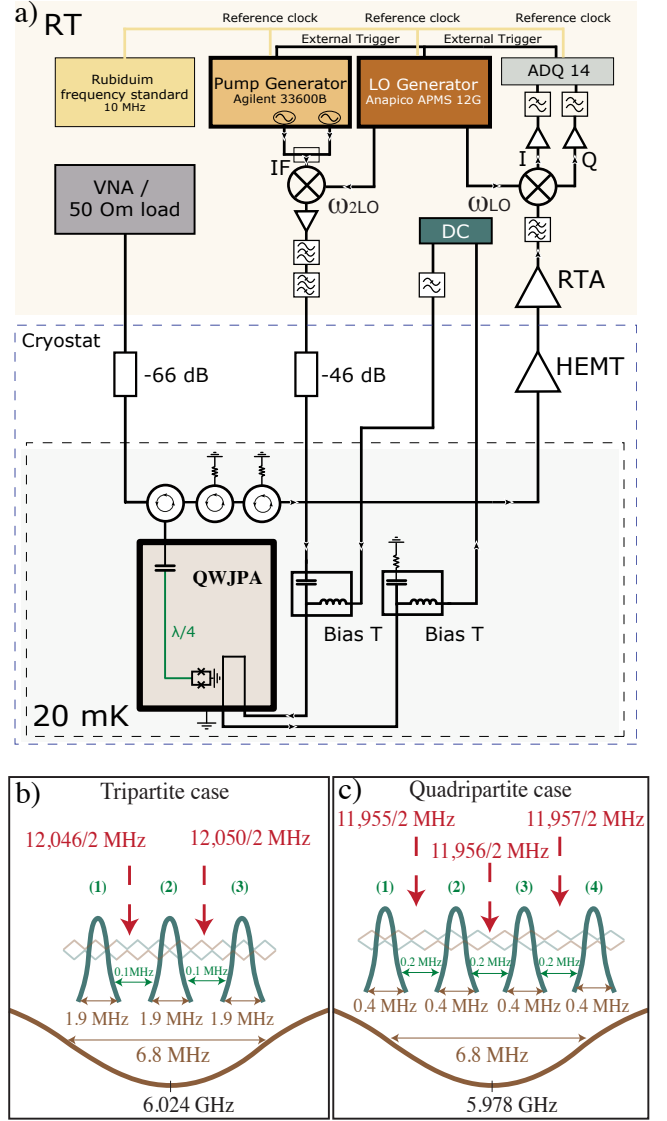 a) RT
Reference clock
Reference clock
Reference clock
External Trigger
External Trigger
Rubiduim
frequency standard
10 MHz
Pump Generator
Agilent 33600B
LO Generator
Anapico APMS 12G
ADQ 14
IF
I
Q
VNA /
50 Om load
ω2LO
ωLO
DC
RTA
Cryostat
-66 dB
-46 dB
HEMT
QWJPA
λ/4
Bias T
Bias T
20 mK
b)
Tripartite case
12,046/2 MHz
12,050/2 MHz
(1)
(2)
(3)
0.1MHz
0.1 MHz
1.9 MHz
1.9 MHz
1.9 MHz
6.8 MHz
6.024 GHz
c)
Quadripartite case
11,955/2 MHz
11,957/2 MHz
11,956/2 MHz
(1)
(2)
(3)
(4)
0.2 MHz
0.2 MHz
0.2 MHz
0.4 MHz
0.4 MHz
0.4 MHz
0.4 MHz
6.8 MHz
5.978 GHz